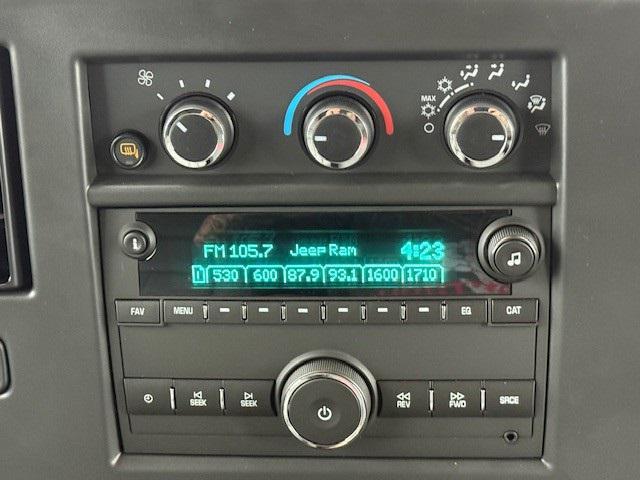 MAX
FM 105.7 Jeep Ram 4:23
1 530 600 87.9 93.1 1600 1710
FAV MENU EQ CAT
SEEK SEEK REV FWD SRCE